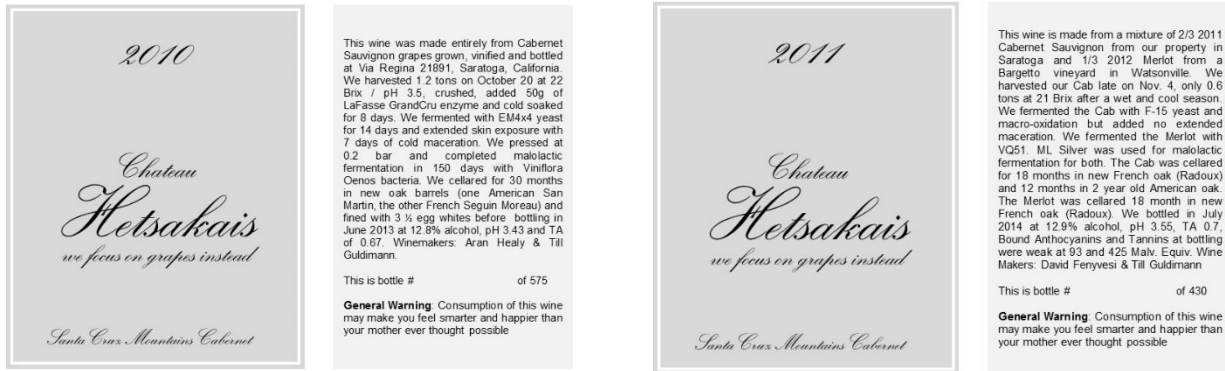 2010
Chateau
Hetsakais
we focus on grapes instead
Santa Cruz Mountains Cabernet
This wine was made entirely from Cabernet
Sauvignon grapes grown, vinified and bottled
at Via Regina 21891, Saratoga, California.
We harvested 1.2 tons on October 20 at 22
Brix / pH 3.5, crushed, added 50g of
LaFasse GrandCru enzyme and cold soaked
for 8 days. We fermented with EM4x4 yeast
for 14 days and extended skin exposure with
7 days of cold maceration. We pressed at
0.2 bar and completed malolactic
fermentation in 150 days with Viniflora
Oenos bacteria. We cellared for 30 months
in new oak barrels (one American San
Martin, the other French Seguin Moreau) and
fined with 3 ½ egg whites before bottling in
June 2013 at 12.8% alcohol, pH 3.43 and TA
of 0.67. Winemakers: Aran Healy & Till
Guldimann.
This is bottle # of 575
General Warning: Consumption of this wine
may make you feel smarter and happier than
your mother ever thought possible
2011
Chateau
Hetsakais
we focus on grapes instead
Santa Cruz Mountains Cabernet
This wine is made from a mixture of 2/3 2011
Cabernet Sauvignon from our property in
Saratoga and 1/3 2012 Merlot from a
Bargetto vineyard in Watsonville. We
harvested our Cab late on Nov. 4, only 0.6
tons at 21 Brix after a wet and cool season.
We fermented the Cab with F-15 yeast and
macro-oxidation but added no extended
maceration. We fermented the Merlot with
VQ51. ML Silver was used for malolactic
fermentation for both. The Cab was cellared
for 18 months in new French oak (Radoux)
and 12 months in 2 year old American oak.
The Merlot was cellared 18 month in new
French oak (Radoux). We bottled in July
2014 at 12.9% alcohol, pH 3.55, TA 0.7,
Bound Anthocyanins and Tannins at bottling
were weak at 93 and 425 Malv. Equiv. Wine
Makers: David Fenyvesi & Till Guldimann
This is bottle # of 430
General Warning: Consumption of this wine
may make you feel smarter and happier than
your mother ever thought possible